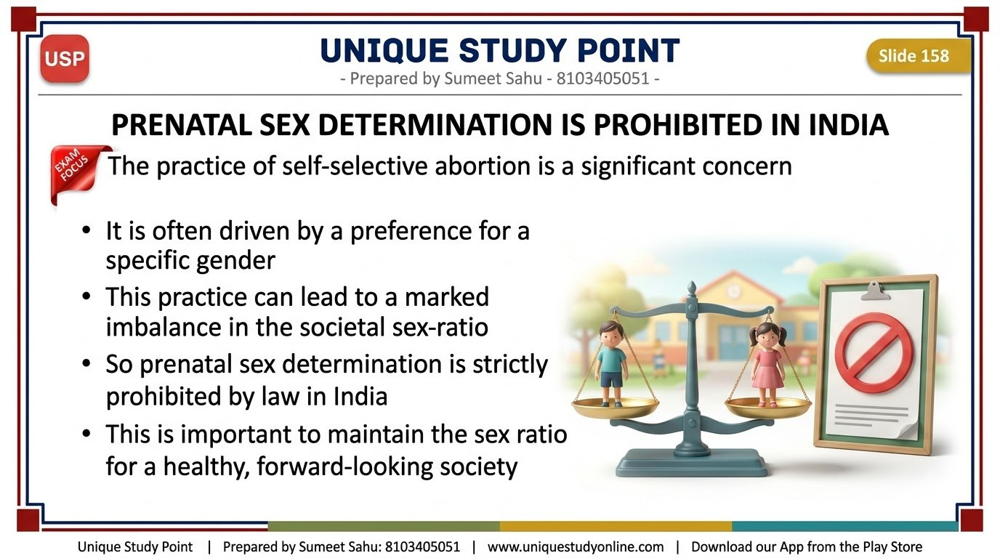 USP
UNIQUE STUDY POINT
- Prepared by Sumeet Sahu - 8103405051 -
Slide 158
PRENATAL SEX DETERMINATION IS PROHIBITED IN INDIA
EXAM
FOCUS
The practice of self-selective abortion is a significant concern
• It is often driven by a preference for a
specific gender
• This practice can lead to a marked
imbalance in the societal sex-ratio
• So prenatal sex determination is strictly
prohibited by law in India
• This is important to maintain the sex ratio
for a healthy, forward-looking society
Unique Study Point | Prepared by Sumeet Sahu: 8103405051 | www.uniquestudyonline.com | Download our App from the Play Store